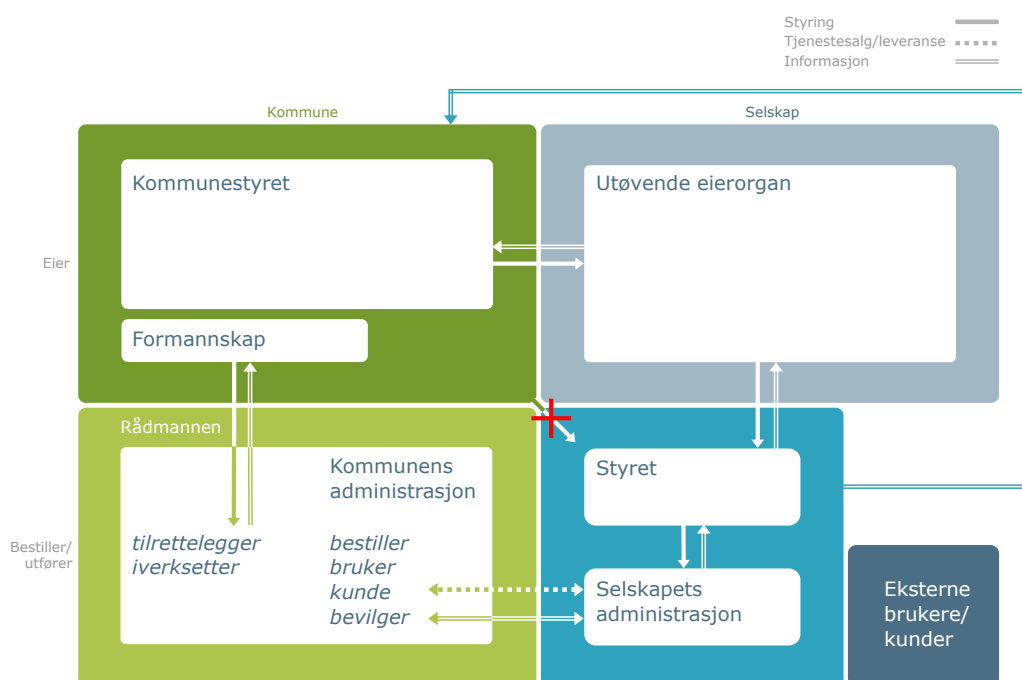 Styring
Tjenestesalg/leveranse
Informasjon
Kommune
Selskap
Kommunestyret
Utøvende eierorgan
Eier
Formannskap
Rådmannen
Kommunens
administrasjon
Styret
tilrettelegger
iverksetter
bestiller
bruker
kunde
bevilger
Bestiller/
utfører
Selskapets
administrasjon
Eksterne
brukere/
kunder